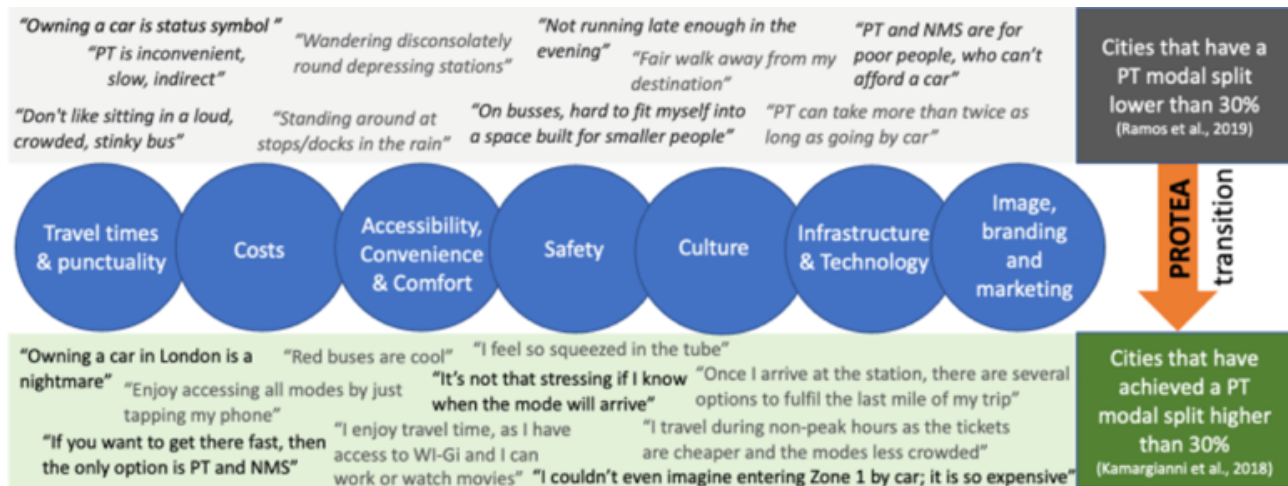 “Owning a car is status symbol ”
“PT is inconvenient,
slow, indirect”
“Wandering disconsolately
round depressing stations”
“Not running late enough in the
evening”
“Fair walk away from my
destination”
“PT and NMS are for
poor people, who can’t
afford a car”
“Don't like sitting in a loud,
crowded, stinky bus”
“Standing around at
stops/docks in the rain”
“On busses, hard to fit myself into
a space built for smaller people”
“PT can take more than twice as
long as going by car”
Cities that have a
PT modal split
lower than 30%
(Ramos et al., 2019)
Travel times
& punctuality
Costs
Accessibility,
Convenience
& Comfort
Safety
Culture
Infrastructure
& Technology
Image,
branding
and
marketing
PROTEA
transition
“Owning a car in London is a
nightmare”
“Red buses are cool”
“I feel so squeezed in the tube”
“Enjoy accessing all modes by just
tapping my phone”
“It’s not that stressing if I know
when the mode will arrive”
“Once I arrive at the station, there are several
options to fulfil the last mile of my trip”
“If you want to get there fast, then
the only option is PT and NMS”
“I enjoy travel time, as I have
access to WI-Gi and I can
work or watch movies”
“I travel during non-peak hours as the tickets
are cheaper and the modes less crowded”
“I couldn’t even imagine entering Zone 1 by car; it is so expensive”
Cities that have
achieved a PT
modal split higher
than 30%
(Kamargianni et al., 2018)